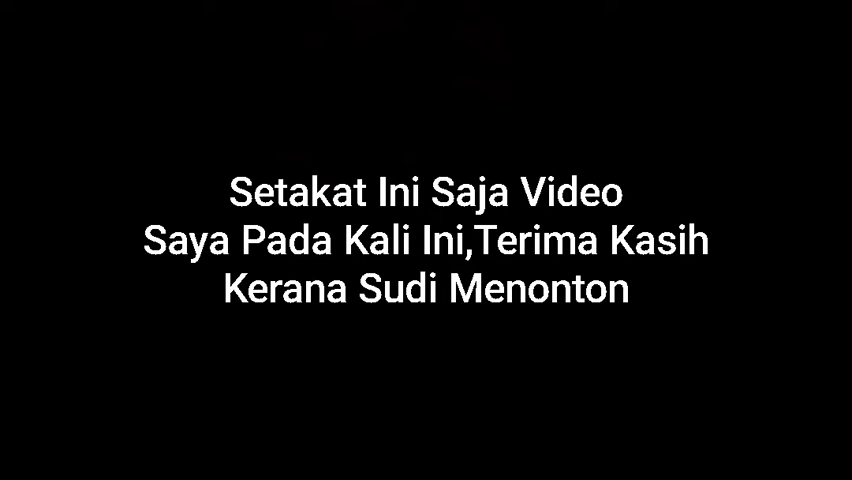 Setakat Ini Saja Video
Saya Pada Kali Ini,Terima Kasih
Kerana Sudi Menonton